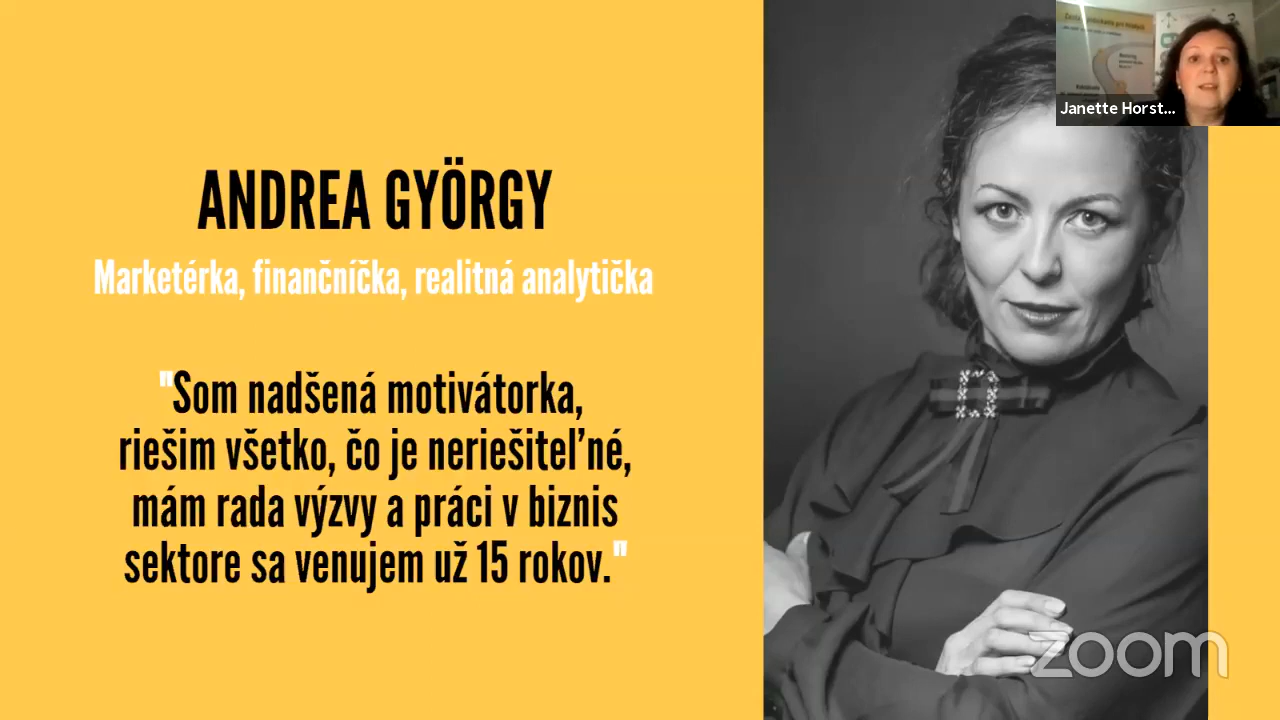 ANDREA GYÖRGY
Marketérka, finančníčka, realitná analytička
"Som nadšená motivátorka,
riešim všetko, čo je neriešiteľné,
mám rada výzvy a práci v biznis
sektore sa venujem už 15 rokov."
Janette Horst...
zoom